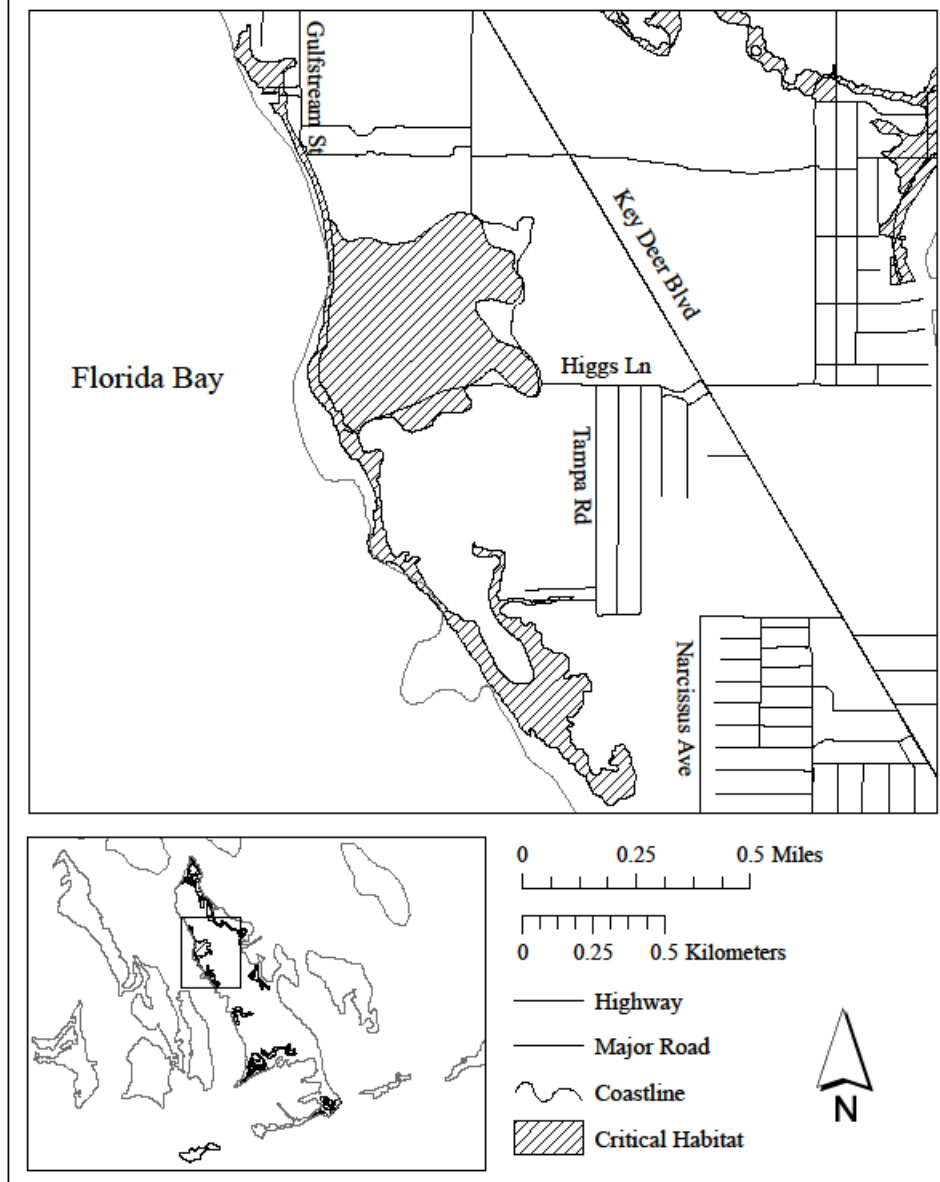 Gulfstream St
Key Deer Blvd
Florida Bay
Higgs Ln
Tampa Rd
Narcissus Ave
0 0.25 0.5 Miles
0 0.25 0.5 Kilometers
Highway
Major Road
Coastline
Critical Habitat
N